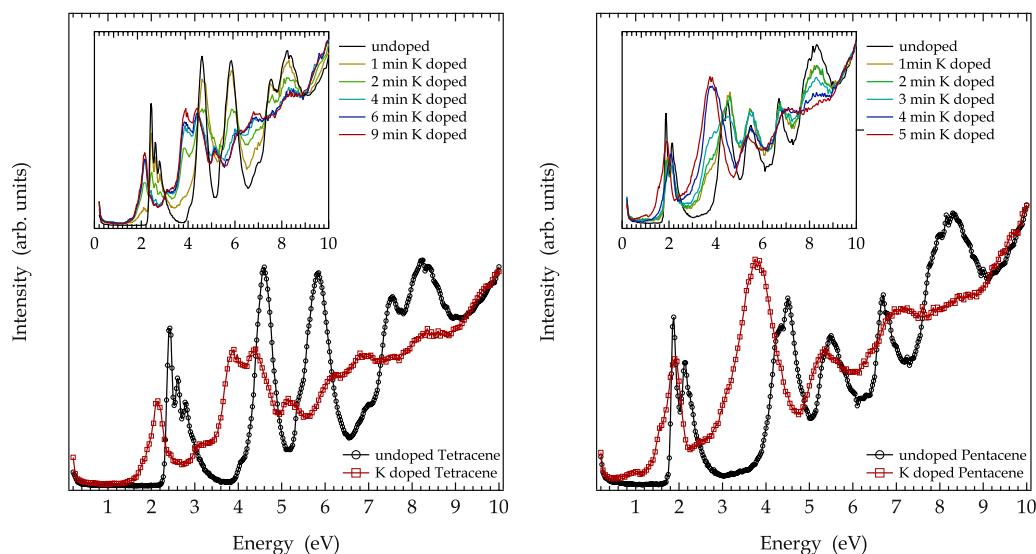 undoped
1 min K doped
2 min K doped
4 min K doped
6 min K doped
9 min K doped
0 2 4 6 8 10
Intensity (arb. units)
undoped Tetracene
K doped Tetracene
1 2 3 4 5 6 7 8 9 10
Energy (eV)
undoped
1min K doped
2 min K doped
3 min K doped
4 min K doped
5 min K doped
0 2 4 6 8 10
Intensity (arb. units)
undoped Pentacene
K doped Pentacene
1 2 3 4 5 6 7 8 9 10
Energy (eV)